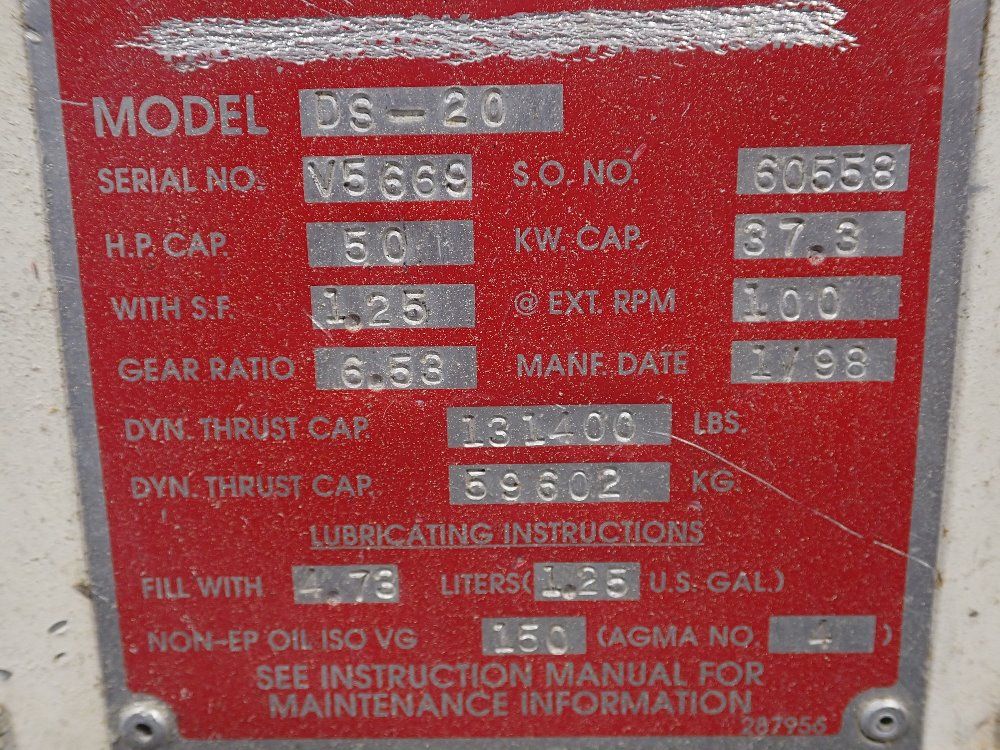 MODEL DS-20
SERIAL NO. V5669 S.O. NO. 60558
H.P. CAP. 50 KW. CAP. 37.3
WITH S.F. 1.25 @ EXT. RPM 100
GEAR RATIO 6.53 MANF. DATE 1/98
DYN. THRUST CAP. 131400 LBS.
DYN. THRUST CAP. 59602 KG.
LUBRICATING INSTRUCTIONS
FILL WITH 4.73 LITERS( 1.25 U.S. GAL.)
NON-EP OIL ISO VG 150 (AGMA NO. 4 )
SEE INSTRUCTION MANUAL FOR
MAINTENANCE INFORMATION
287956